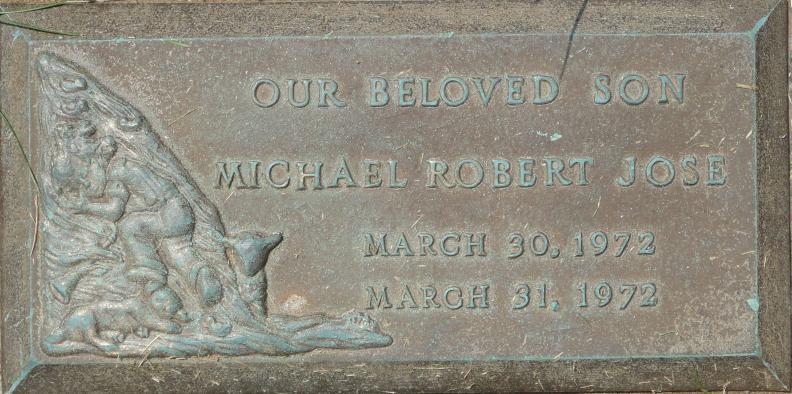 OUR BELOVED SON
MICHAEL ROBERT JOSE
MARCH 30, 1972
MARCH 31, 1972